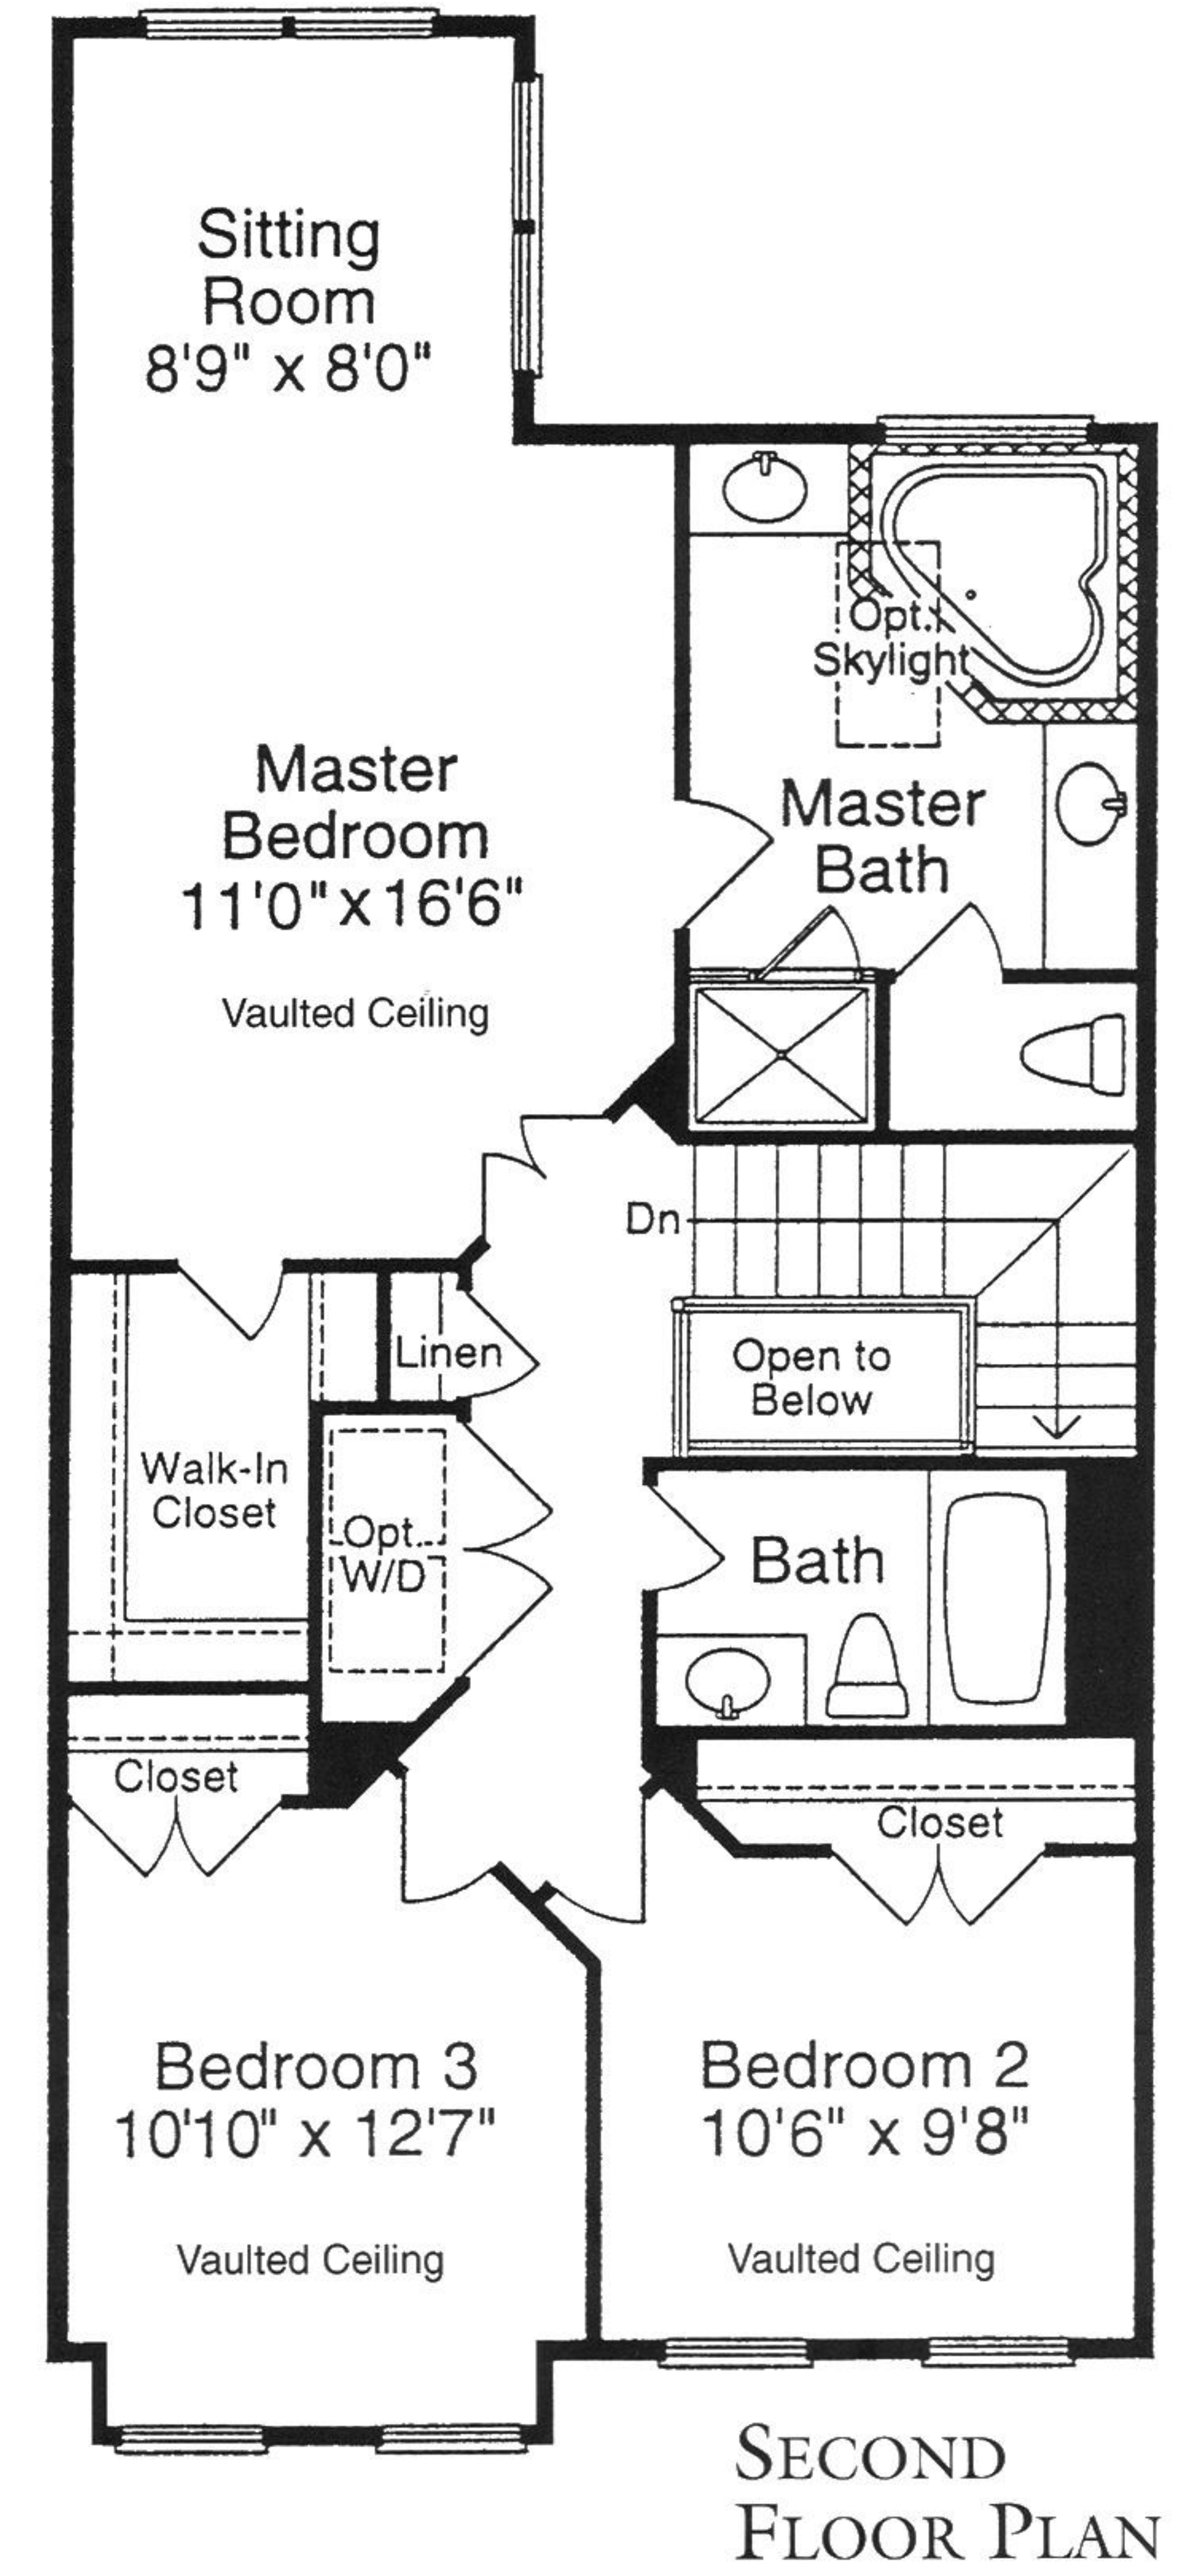 Sitting
Room
8'9" x 8'0"
Opt.
Skylight
Master
Bedroom
11'0" x 16'6"
Vaulted Ceiling
Master
Bath
Dn
Linen
Open to
Below
Walk-In
Closet
Opt.
W/D
Bath
Closet
Closet
Bedroom 3
10'10" x 12'7"
Vaulted Ceiling
Bedroom 2
10'6" x 9'8"
Vaulted Ceiling
SECOND
FLOOR PLAN